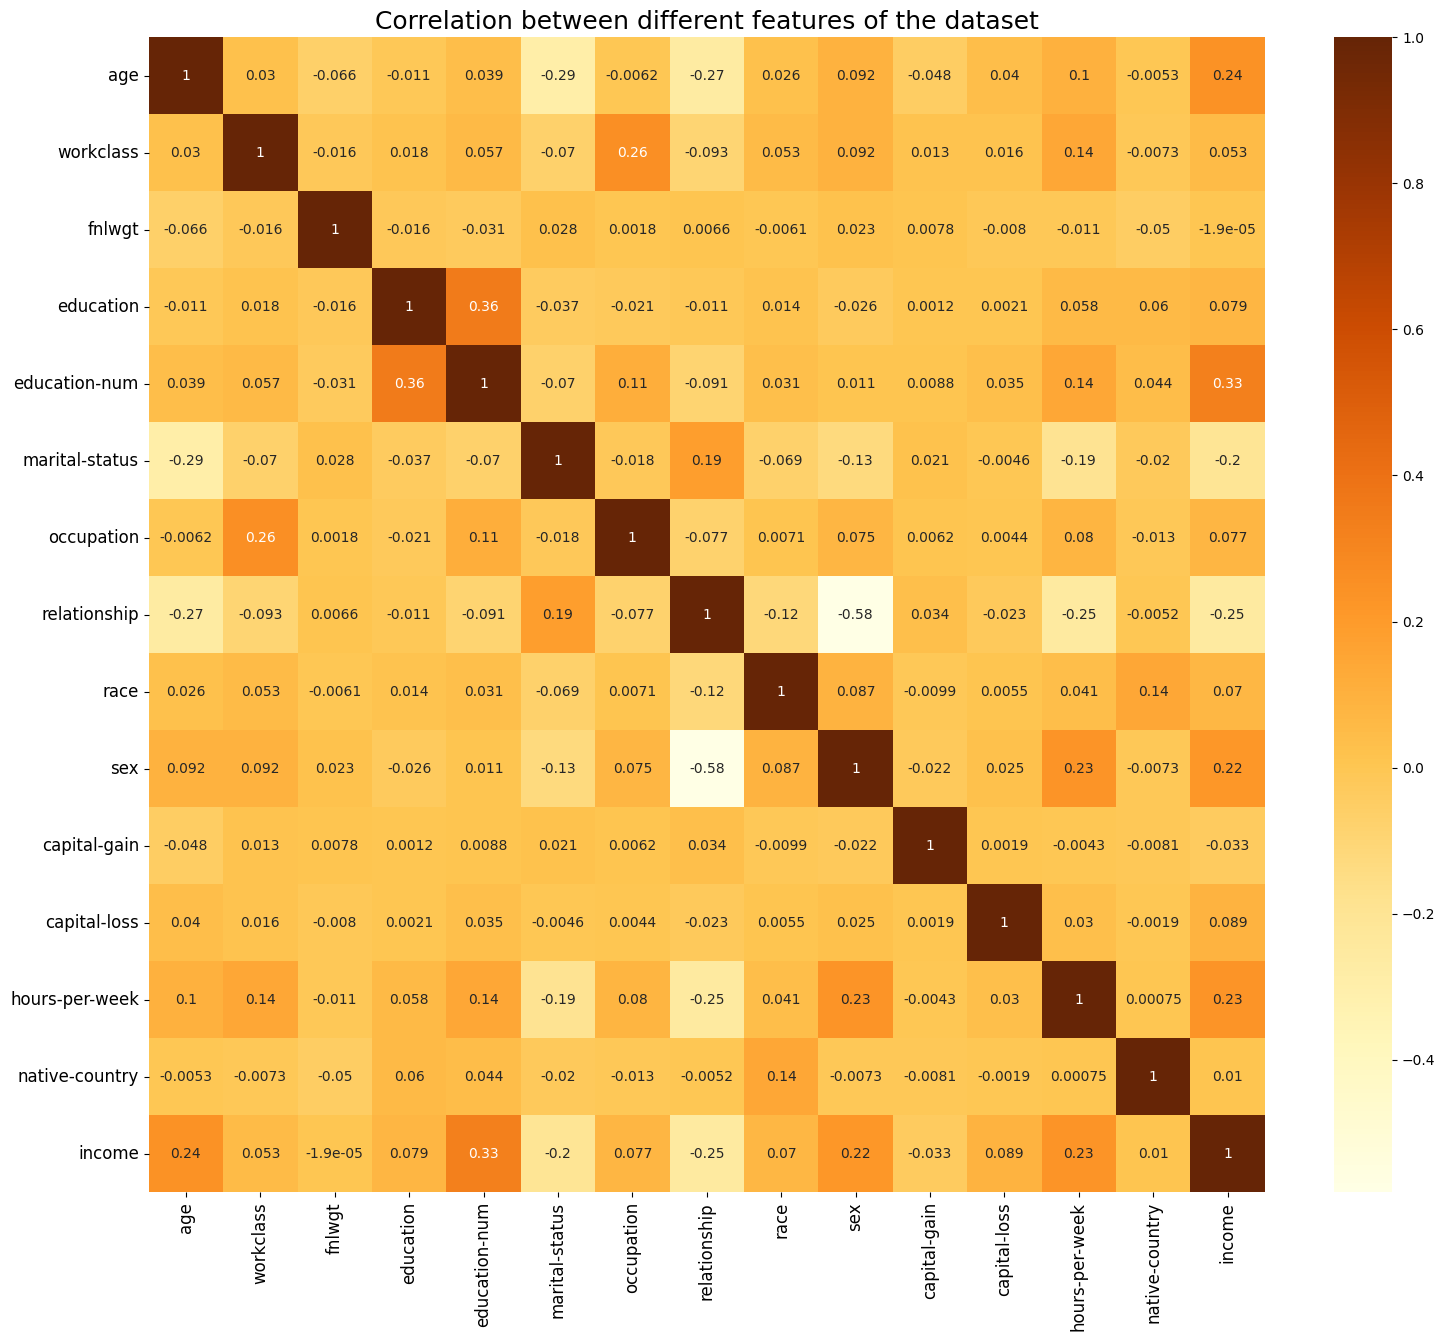 Correlation between different features of the dataset
age 1 0.03 -0.066 -0.011 0.039 -0.29 -0.0062 -0.27 0.026 0.092 -0.048 0.04 0.1 -0.0053 0.24
workclass 0.03 1 -0.016 0.018 0.057 -0.07 0.26 -0.093 0.053 0.092 0.013 0.016 0.14 -0.0073 0.053
fnlwgt -0.066 -0.016 1 -0.016 -0.031 0.028 0.0018 0.0066 -0.0061 0.023 0.0078 -0.008 -0.011 -0.05 -1.9e-05
education -0.011 0.018 -0.016 1 0.36 -0.037 -0.021 -0.011 0.014 -0.026 0.0012 0.0021 0.058 0.06 0.079
education-num 0.039 0.057 -0.031 0.36 1 -0.07 0.11 -0.091 0.031 0.011 0.0088 0.035 0.14 0.044 0.33
marital-status -0.29 -0.07 0.028 -0.037 -0.07 1 -0.018 0.19 -0.069 -0.13 0.021 -0.0046 -0.19 -0.02 -0.2
occupation -0.0062 0.26 0.0018 -0.021 0.11 -0.018 1 -0.077 0.0071 0.075 0.0062 0.0044 0.08 -0.013 0.077
relationship -0.27 -0.093 0.0066 -0.011 -0.091 0.19 -0.077 1 -0.12 -0.58 0.034 -0.023 -0.25 -0.0052 -0.25
race 0.026 0.053 -0.0061 0.014 0.031 -0.069 0.0071 -0.12 1 0.087 -0.0099 0.0055 0.041 0.14 0.07
sex 0.092 0.092 0.023 -0.026 0.011 -0.13 0.075 -0.58 0.087 1 -0.022 0.025 0.23 -0.0073 0.22
capital-gain -0.048 0.013 0.0078 0.0012 0.0088 0.021 0.0062 0.034 -0.0099 -0.022 1 0.0019 -0.0043 -0.0081 -0.033
capital-loss 0.04 0.016 -0.008 0.0021 0.035 -0.0046 0.0044 -0.023 0.0055 0.025 0.0019 1 0.03 -0.0019 0.089
hours-per-week 0.1 0.14 -0.011 0.058 0.14 -0.19 0.08 -0.25 0.041 0.23 -0.0043 0.03 1 0.00075 0.23
native-country -0.0053 -0.0073 -0.05 0.06 0.044 -0.02 -0.013 -0.0052 0.14 -0.0073 -0.0081 -0.0019 0.00075 1 0.01
income 0.24 0.053 -1.9e-05 0.079 0.33 -0.2 0.077 -0.25 0.07 0.22 -0.033 0.089 0.23 0.01 1
age
workclass
fnlwgt
education
education-num
marital-status
occupation
relationship
race
sex
capital-gain
capital-loss
hours-per-week
native-country
income
1.0
0.8
0.6
0.4
0.2
0.0
−0.2
−0.4